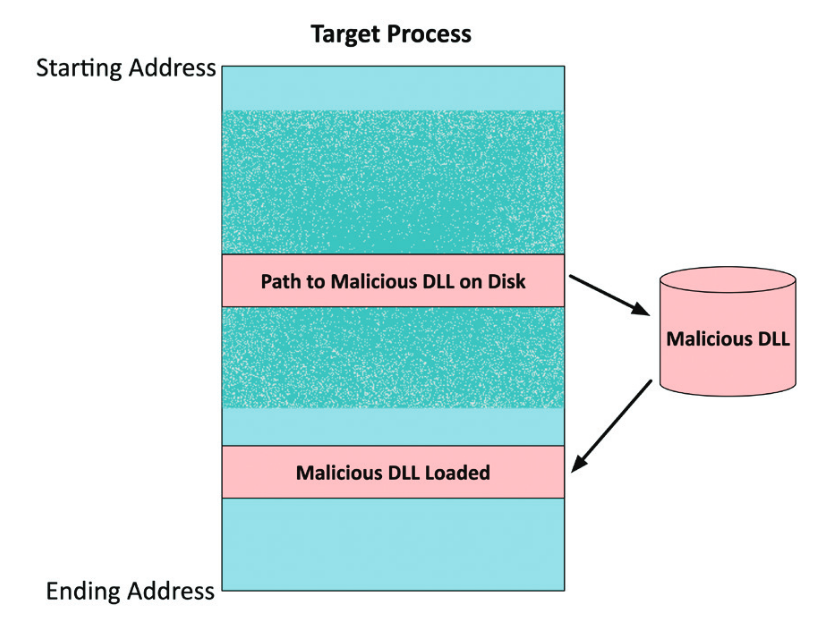 Target Process
Starting Address
Path to Malicious DLL on Disk
Malicious DLL
Malicious DLL Loaded
Ending Address